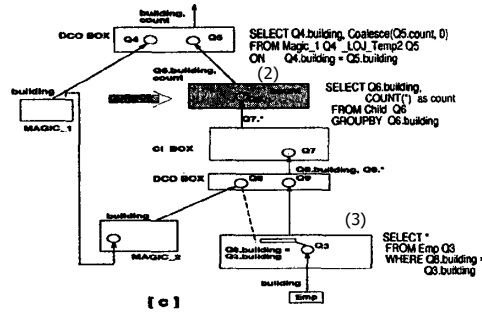 building,
count
DCO BOX
Q4
Q5
SELECT Q4.building, Coalesce(Q5.count, 0)
FROM Magic_1 Q4 _LOJ_Temp2 Q5
ON Q4.building = Q5.building
building
Q6.building,
count
(2)
MAGIC_1
SELECT Q6.building,
COUNT(*) as count
FROM Child Q6
GROUPBY Q6.building
Q7.*
CI BOX
Q7
Q8.building, Q9.*
DCO BOX
Q8
Q9
building
MAGIC_2
(3)
Q8.building =
Q3.building
Q3
SELECT *
FROM Emp Q3
WHERE Q8.building =
Q3.building
building
Emp
[c]